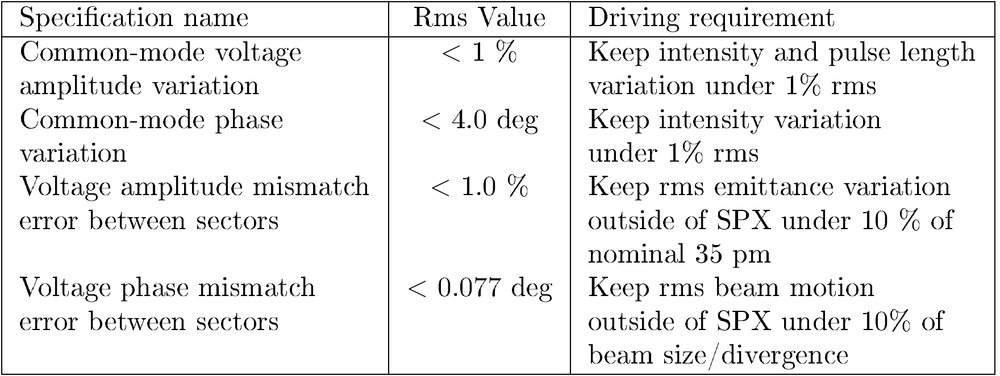 Specification name Rms Value Driving requirement
Common-mode voltage < 1 % Keep intensity and pulse length
amplitude variation variation under 1% rms
Common-mode phase < 4.0 deg Keep intensity variation
variation under 1% rms
Voltage amplitude mismatch < 1.0 % Keep rms emittance variation
error between sectors outside of SPX under 10 % of
nominal 35 pm
Voltage phase mismatch < 0.077 deg Keep rms beam motion
error between sectors outside of SPX under 10% of
beam size/divergence